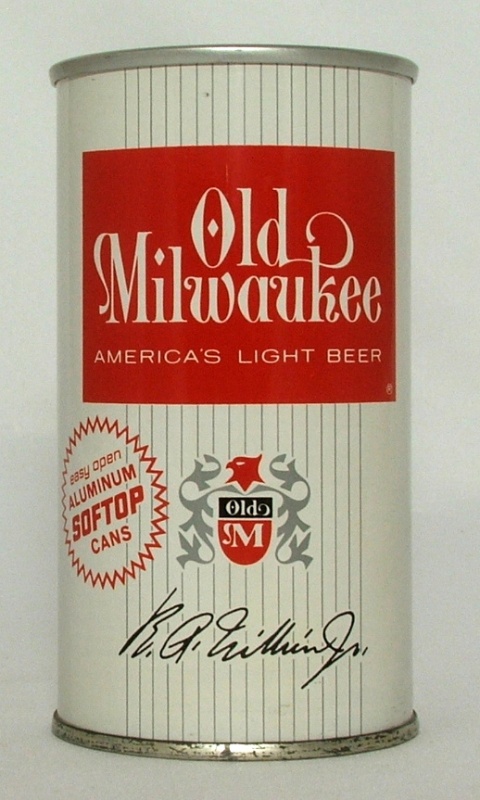 Old
Milwaukee
AMERICA'S LIGHT BEER
®
easy open
ALUMINUM
SOFTOP
CANS
Old
M